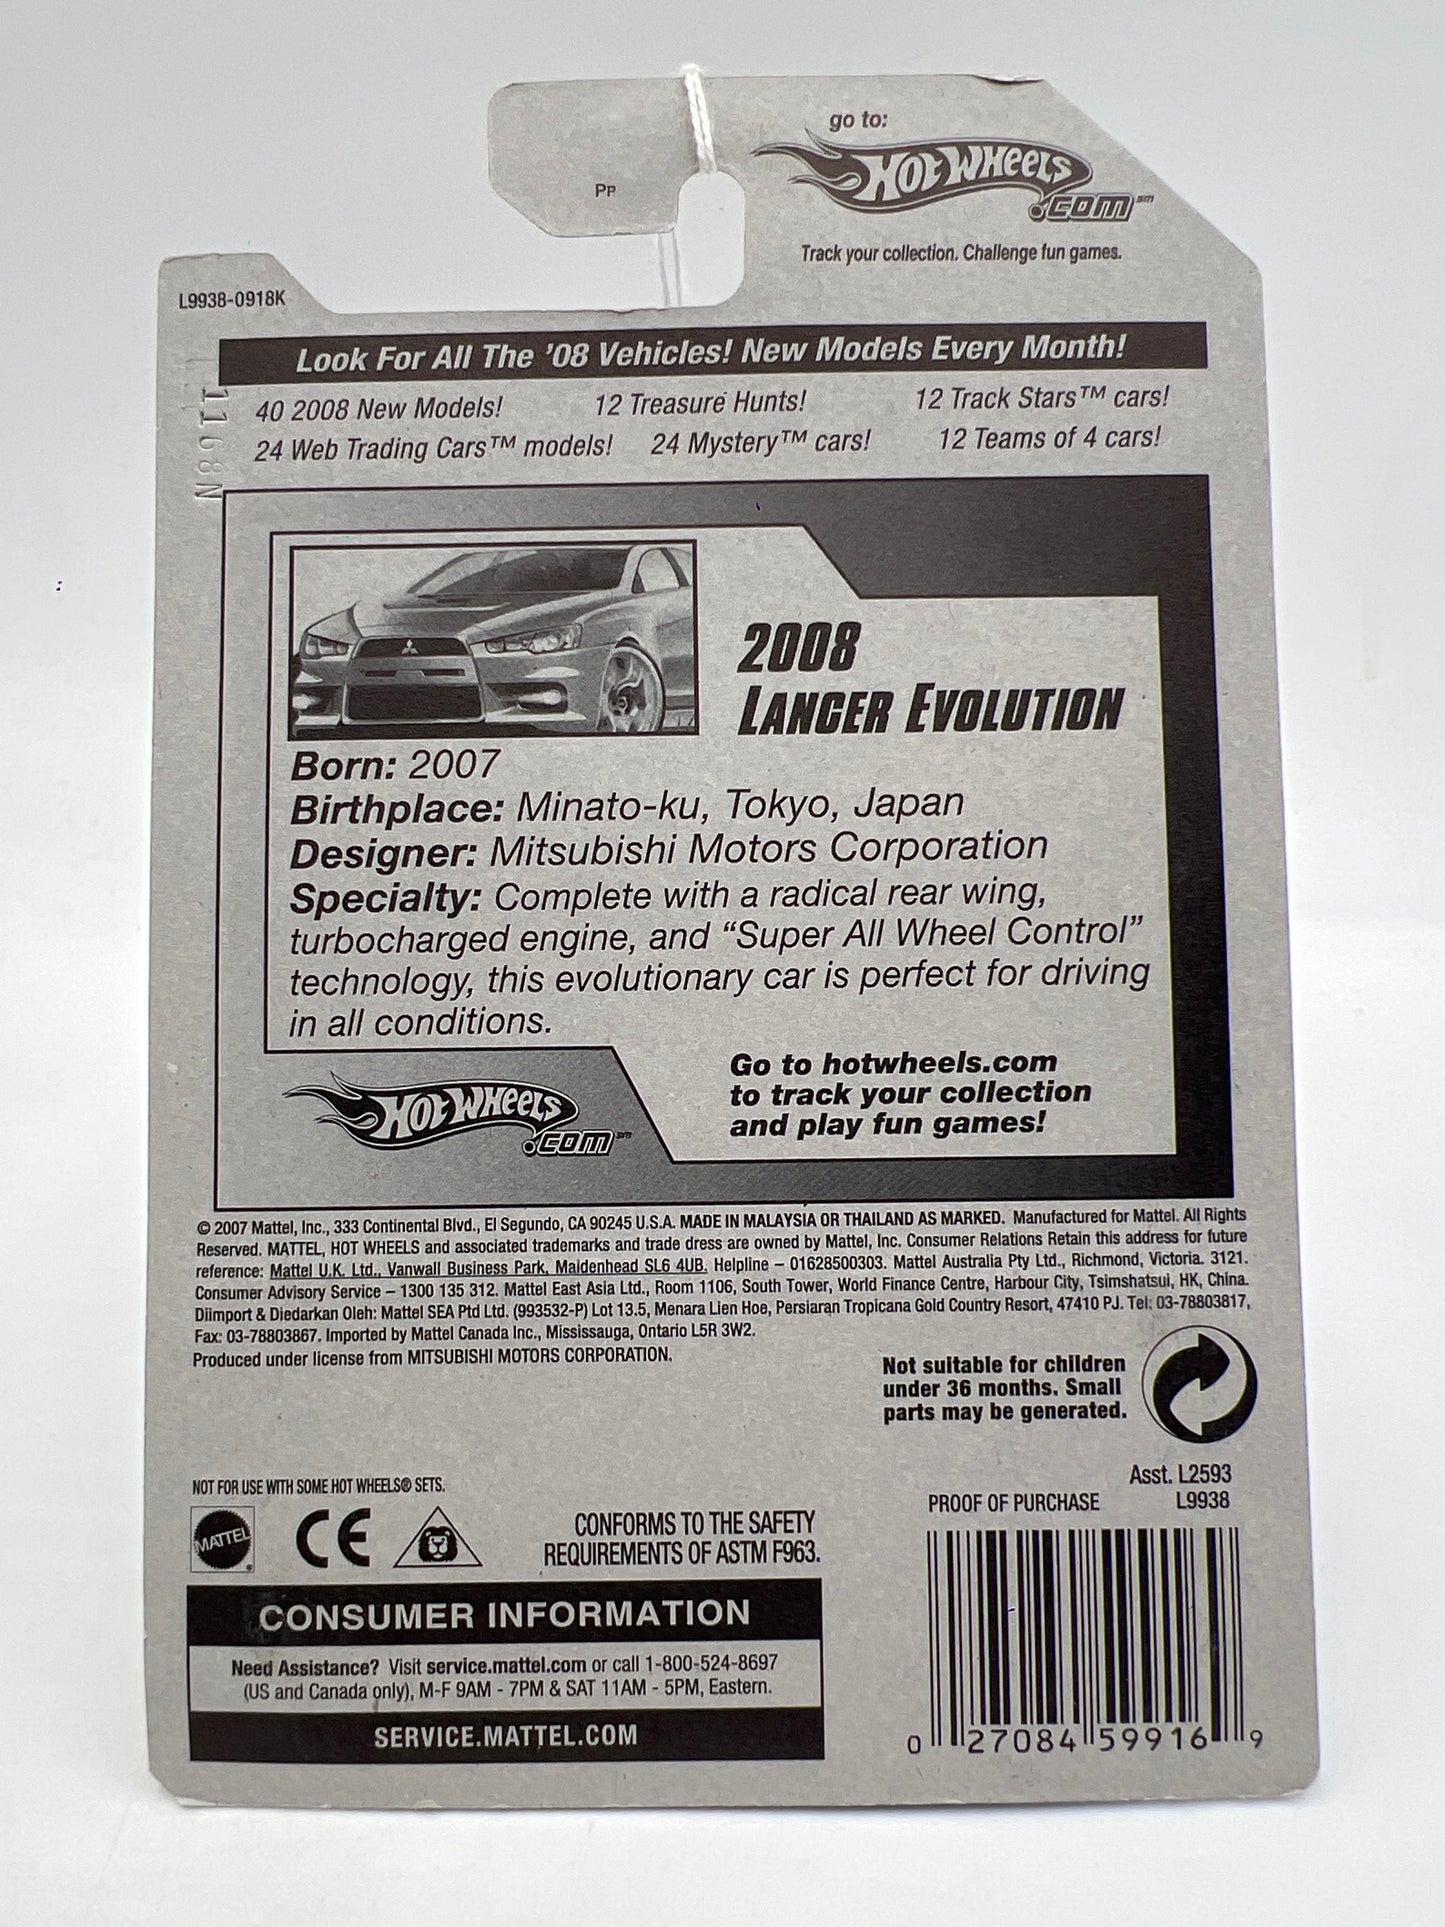 go to:
HOT WHEELS
.COM℠
Track your collection. Challenge fun games.
PP
L9938-0918K
1168N
Look For All The '08 Vehicles! New Models Every Month!
40 2008 New Models! 12 Treasure Hunts! 12 Track Stars™ cars!
24 Web Trading Cars™ models! 24 Mystery™ cars! 12 Teams of 4 cars!
2008
LANCER EVOLUTION
Born: 2007
Birthplace: Minato-ku, Tokyo, Japan
Designer: Mitsubishi Motors Corporation
Specialty: Complete with a radical rear wing,
turbocharged engine, and “Super All Wheel Control”
technology, this evolutionary car is perfect for driving
in all conditions.
Go to hotwheels.com
to track your collection
and play fun games!
HOT WHEELS
.COM℠
© 2007 Mattel, Inc., 333 Continental Blvd., El Segundo, CA 90245 U.S.A. MADE IN MALAYSIA OR THAILAND AS MARKED. Manufactured for Mattel. All Rights
Reserved. MATTEL, HOT WHEELS and associated trademarks and trade dress are owned by Mattel, Inc. Consumer Relations Retain this address for future
reference: Mattel U.K. Ltd., Vanwall Business Park, Maidenhead SL6 4UB. Helpline – 01628500303. Mattel Australia Pty Ltd., Richmond, Victoria. 3121.
Consumer Advisory Service – 1300 135 312. Mattel East Asia Ltd., Room 1106, South Tower, World Finance Centre, Harbour City, Tsimshatsui, HK, China.
Diimport & Diedarkan Oleh: Mattel SEA Ptd Ltd. (993532-P) Lot 13.5, Menara Lien Hoe, Persiaran Tropicana Gold Country Resort, 47410 PJ. Tel: 03-78803817,
Fax: 03-78803867. Imported by Mattel Canada Inc., Mississauga, Ontario L5R 3W2.
Produced under license from MITSUBISHI MOTORS CORPORATION.
Not suitable for children
under 36 months. Small
parts may be generated.
NOT FOR USE WITH SOME HOT WHEELS® SETS.
MATTEL®
CE
CONFORMS TO THE SAFETY
REQUIREMENTS OF ASTM F963.
Asst. L2593
PROOF OF PURCHASE L9938
CONSUMER INFORMATION
Need Assistance? Visit service.mattel.com or call 1-800-524-8697
(US and Canada only), M-F 9AM - 7PM & SAT 11AM - 5PM, Eastern.
SERVICE.MATTEL.COM
0 27084 59916 9